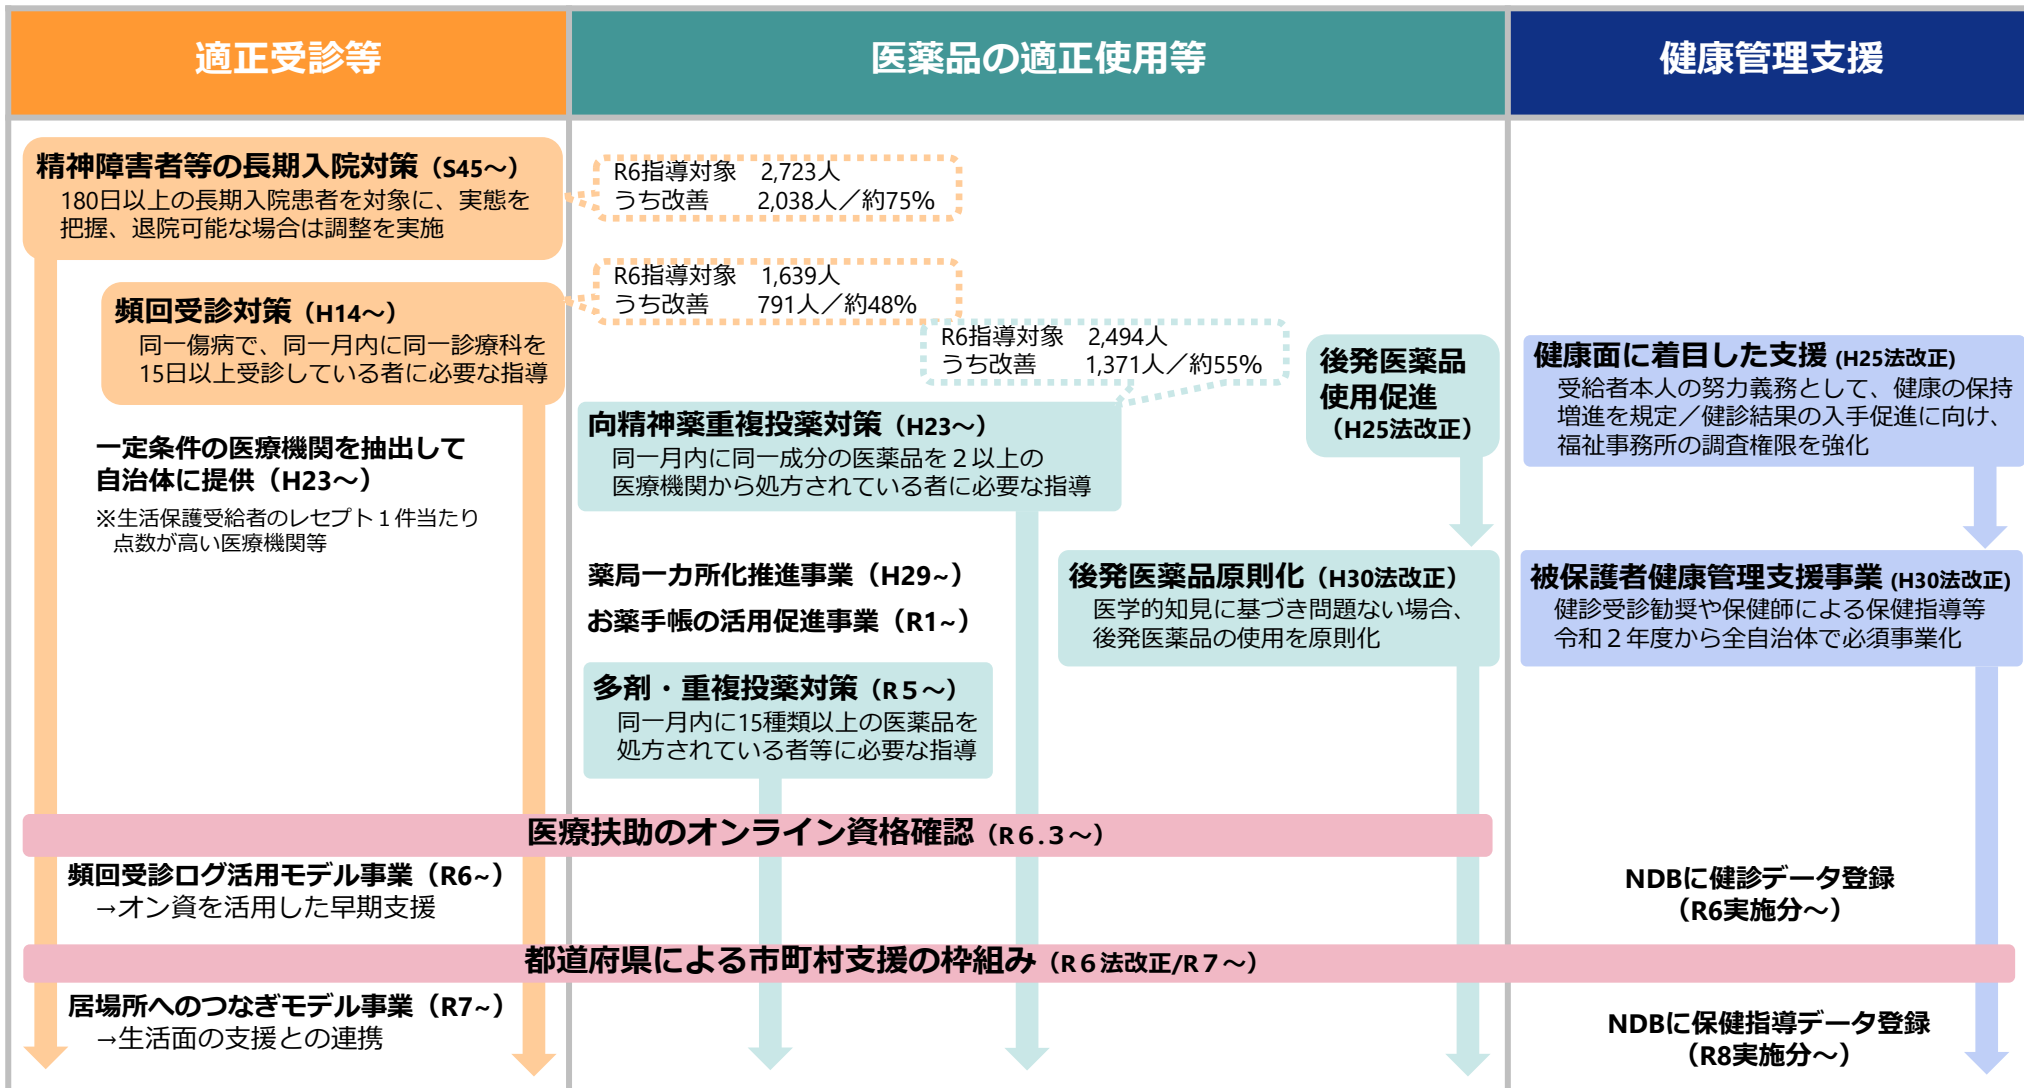 適正受診等
医薬品の適正使用等
健康管理支援
精神障害者等の長期入院対策（S45～）
180日以上の長期入院患者を対象に、実態を
把握、退院可能な場合は調整を実施
R6指導対象　2,723人
うち改善　2,038人／約75%
頻回受診対策（H14～）
同一傷病で、同一月内に同一診療科を
15日以上受診している者に必要な指導
R6指導対象　1,639人
うち改善　791人／約48%
一定条件の医療機関を抽出して
自治体に提供（H23～）
※生活保護受給者のレセプト１件当たり
点数が高い医療機関等
R6指導対象　2,494人
うち改善　1,371人／約55%
向精神薬重複投薬対策（H23～）
同一月内に同一成分の医薬品を２以上の
医療機関から処方されている者に必要な指導
後発医薬品
使用促進
（H25法改正）
健康面に着目した支援 (H25法改正)
受給者本人の努力義務として、健康の保持
増進を規定／健診結果の入手促進に向け、
福祉事務所の調査権限を強化
薬局一カ所化推進事業（H29~）
お薬手帳の活用促進事業（R1~）
後発医薬品原則化（H30法改正）
医学的知見に基づき問題ない場合、
後発医薬品の使用を原則化
被保護者健康管理支援事業 (H30法改正)
健診受診勧奨や保健師による保健指導等
令和２年度から全自治体で必須事業化
多剤・重複投薬対策（R５～）
同一月内に15種類以上の医薬品を
処方されている者等に必要な指導
医療扶助のオンライン資格確認（R６.３～）
頻回受診ログ活用モデル事業（R6~）
→オン資を活用した早期支援
NDBに健診データ登録
（R6実施分～）
都道府県による市町村支援の枠組み（R６法改正/R７～）
居場所へのつなぎモデル事業（R7~）
→生活面の支援との連携
NDBに保健指導データ登録
（R8実施分～）